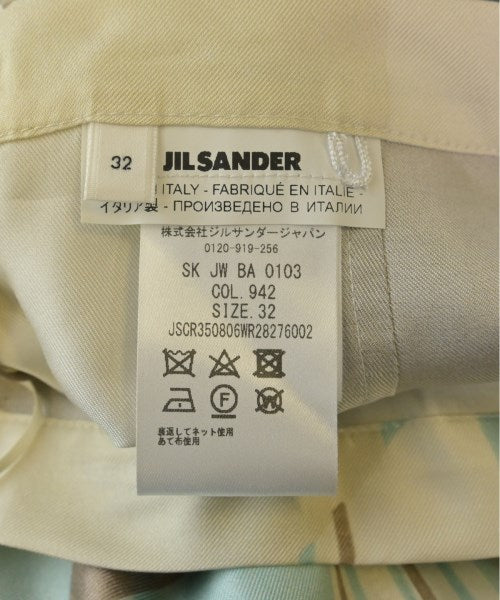 32
JIL SANDER
ITALY - FABRIQUÉ EN ITALIE -
イタリア製 - ПРОИЗВЕДЕНО В ИТАЛИИ
株式会社ジルサンダージャパン
0120-919-256
SK JW BA 0103
COL. 942
SIZE. 32
JSCR350806WR28276002
F
W
裏返してネット使用
あて布使用